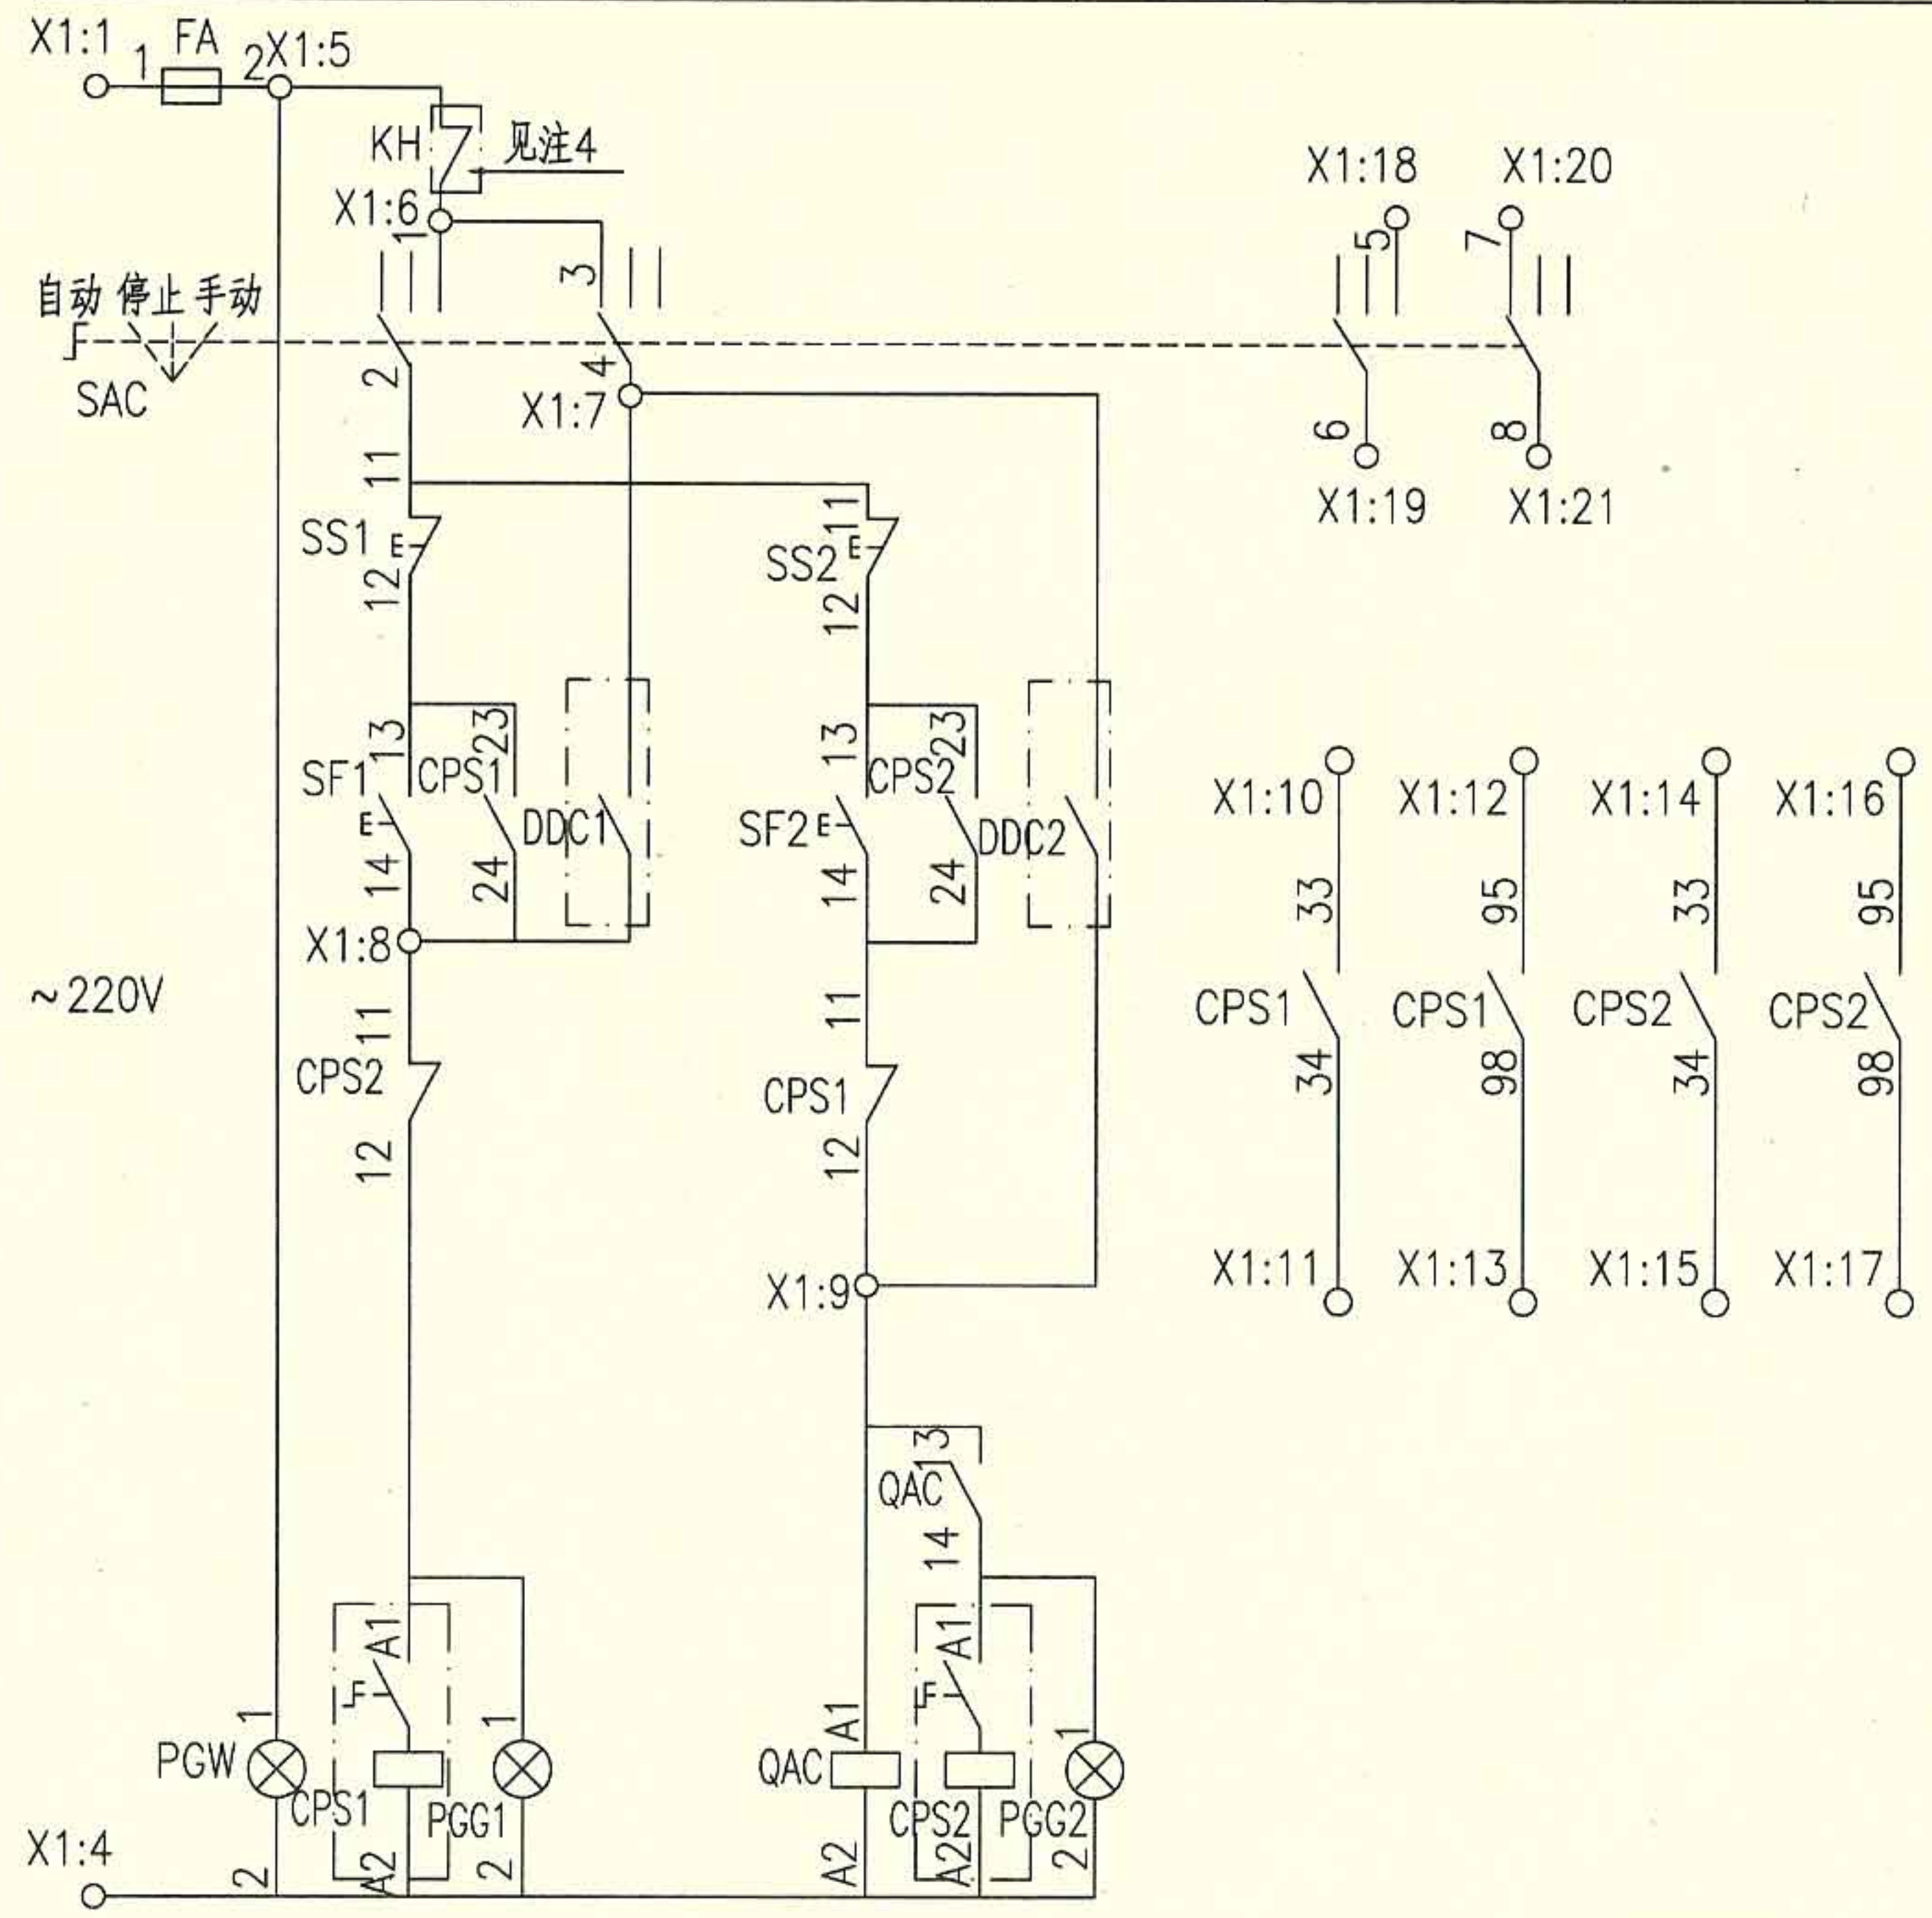 X1:1
1
FA
2
X1:5
KH
见注4
X1:6
1
3
自动 停止 手动
SAC
2
4
X1:7
X1:18
X1:20
5
7
6
8
X1:19
X1:21
11
SS1
E
12
11
SS2
E
12
13
23
SF1
CPS1
E
DDC1
14
24
X1:8
13
23
CPS2
SF2
E
DDC2
14
24
~220V
11
CPS2
12
11
CPS1
12
X1:9
X1:10
X1:12
X1:14
X1:16
33
95
33
95
CPS1
CPS1
CPS2
CPS2
34
98
34
98
X1:11
X1:13
X1:15
X1:17
13
QAC
14
A1
A1
1
1
A1
1
PGW
CPS1
PGG1
QAC
CPS2
PGG2
X1:4
2
A2
2
A2
A2
2